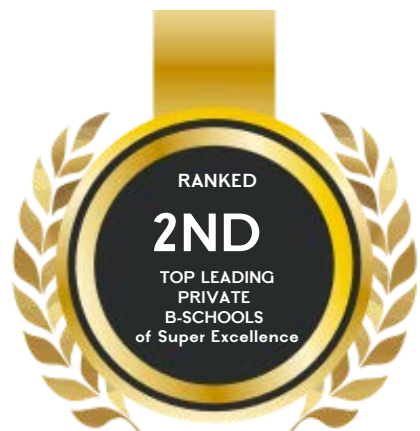 RANKED
2ND
TOP LEADING
PRIVATE
B-SCHOOLS
of Super Excellence